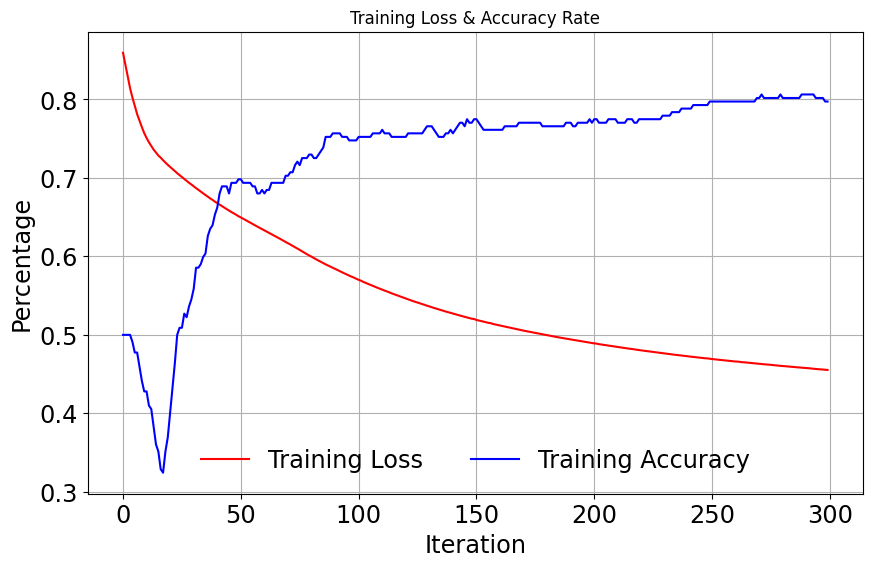 Training Loss & Accuracy Rate
Percentage
0.8
0.7
0.6
0.5
0.4
0.3
Training Loss
Training Accuracy
0 50 100 150 200 250 300
Iteration